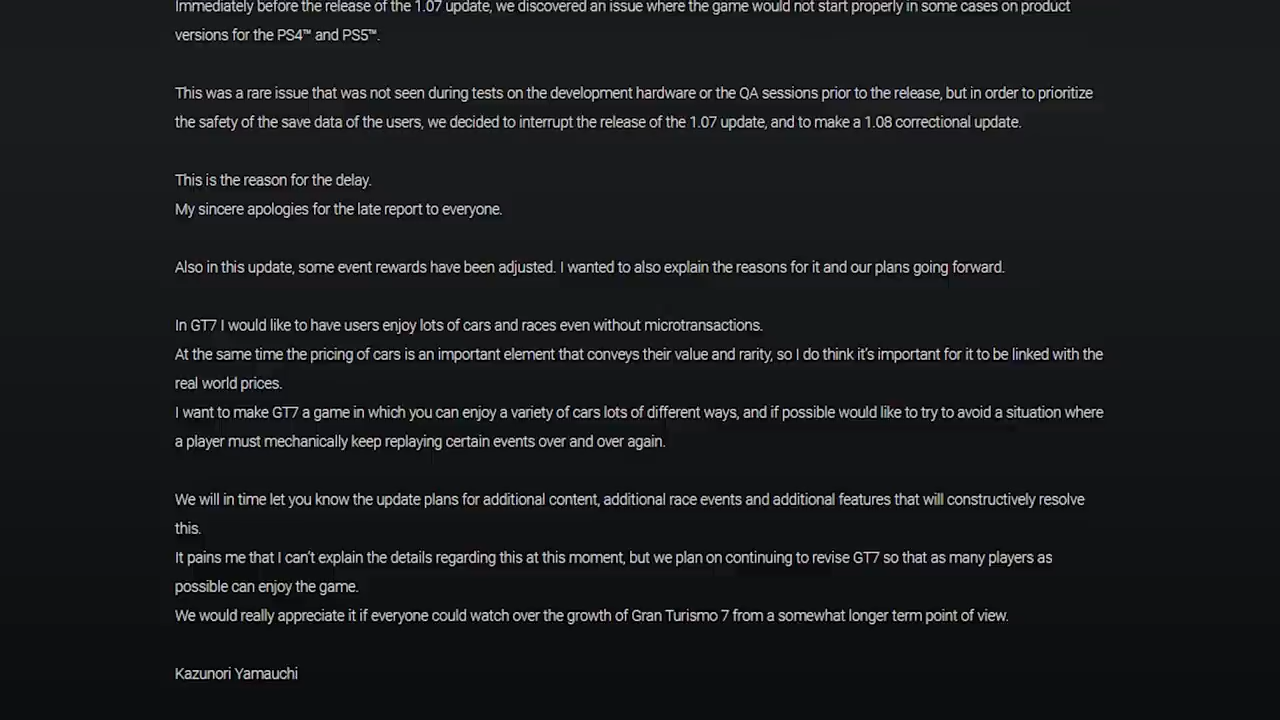 Immediately before the release of the 1.07 update, we discovered an issue where the game would not start properly in some cases on product
versions for the PS4™ and PS5™.
This was a rare issue that was not seen during tests on the development hardware or the QA sessions prior to the release, but in order to prioritize
the safety of the save data of the users, we decided to interrupt the release of the 1.07 update, and to make a 1.08 correctional update.
This is the reason for the delay.
My sincere apologies for the late report to everyone.
Also in this update, some event rewards have been adjusted. I wanted to also explain the reasons for it and our plans going forward.
In GT7 I would like to have users enjoy lots of cars and races even without microtransactions.
At the same time the pricing of cars is an important element that conveys their value and rarity, so I do think it's important for it to be linked with the
real world prices.
I want to make GT7 a game in which you can enjoy a variety of cars lots of different ways, and if possible would like to try to avoid a situation where
a player must mechanically keep replaying certain events over and over again.
We will in time let you know the update plans for additional content, additional race events and additional features that will constructively resolve
this.
It pains me that I can't explain the details regarding this at this moment, but we plan on continuing to revise GT7 so that as many players as
possible can enjoy the game.
We would really appreciate it if everyone could watch over the growth of Gran Turismo 7 from a somewhat longer term point of view.
Kazunori Yamauchi